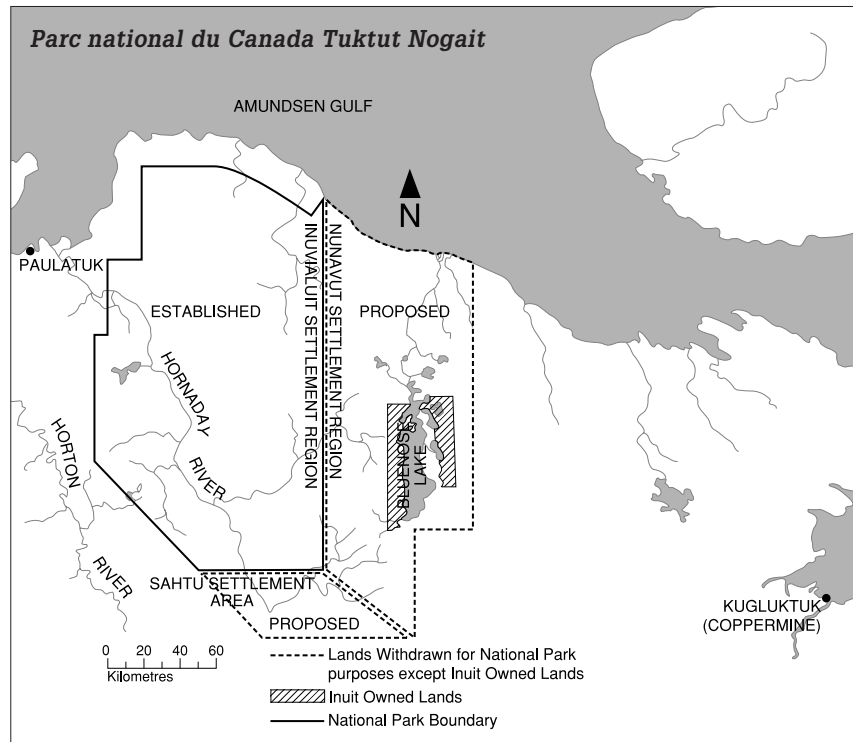 Parc national du Canada Tuktut Nogait
AMUNDSEN GULF
N
PAULATUK
ESTABLISHED
INUVIALUIT SETTLEMENT REGION
NUNAVUT SETTLEMENT REGION
PROPOSED
HORNADAY
RIVER
HORTON
RIVER
BLUENOSE
LAKE
SAHTU SETTLEMENT
AREA
PROPOSED
KUGLUKTUK
(COPPERMINE)
0 20 40 60
Kilometres
Lands Withdrawn for National Park
purposes except Inuit Owned Lands
Inuit Owned Lands
National Park Boundary